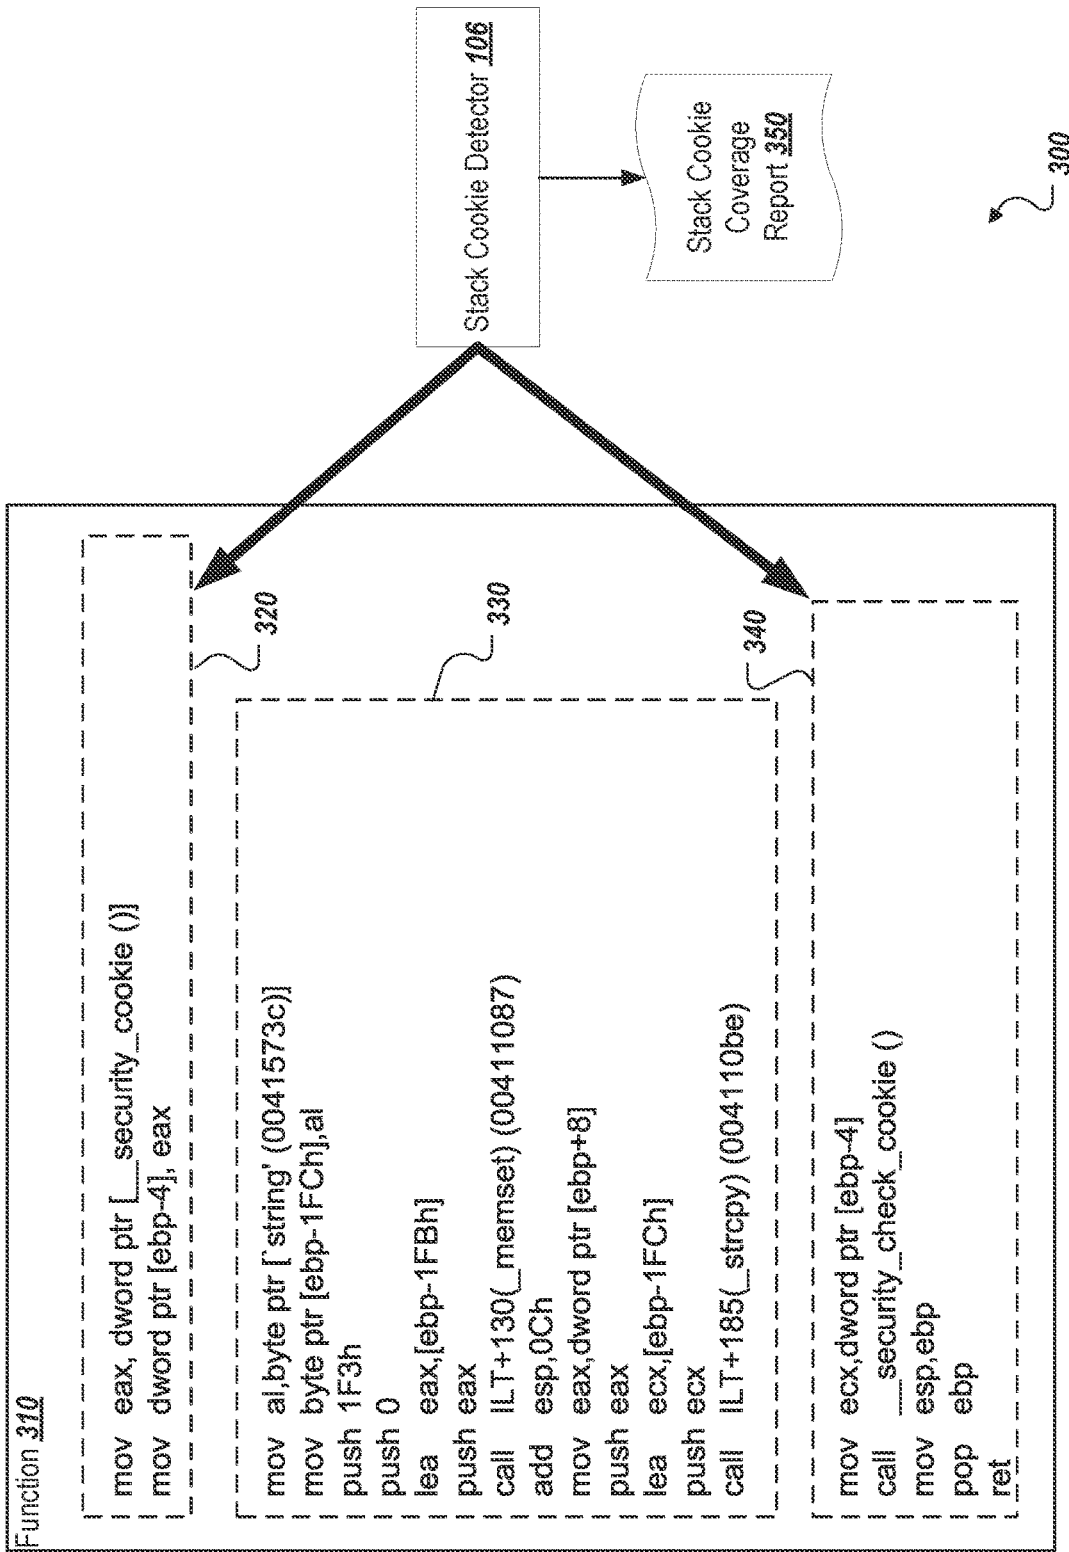 Function 310
mov eax, dword ptr [__security_cookie ()]
mov dword ptr [ebp-4], eax
320
mov al,byte ptr [`string' (0041573c)]
mov byte ptr [ebp-1FCh],al
push 1F3h
push 0
lea eax,[ebp-1FBh]
push eax
call ILT+130(_memset) (00411087)
add esp,0Ch
mov eax,dword ptr [ebp+8]
push eax
lea ecx,[ebp-1FCh]
push ecx
call ILT+185(_strcpy) (004110be)
330
340
mov ecx,dword ptr [ebp-4]
call __security_check_cookie ()
mov esp,ebp
pop ebp
ret
Stack Cookie Detector 106
Stack Cookie
Coverage
Report 350
300